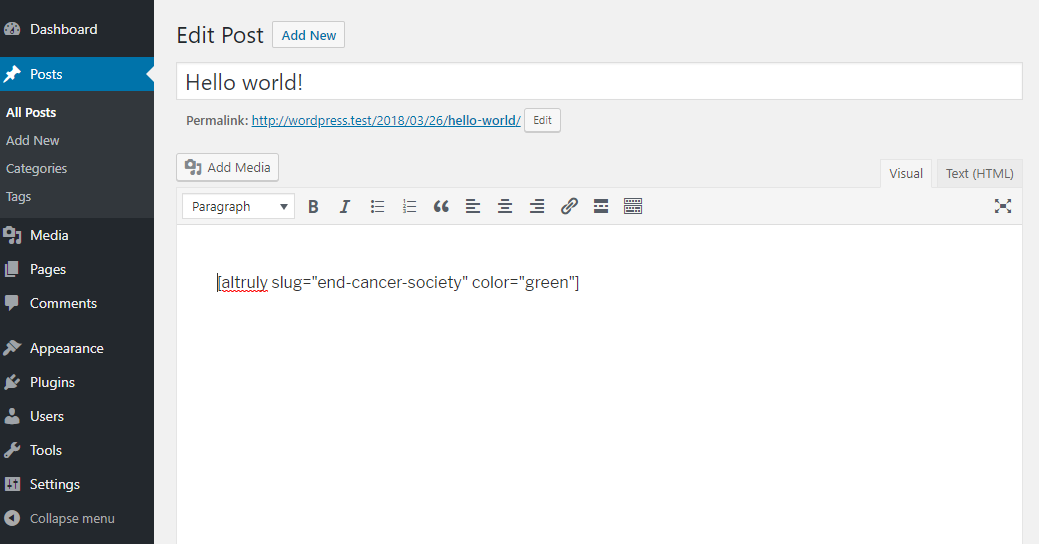 Dashboard
Posts
All Posts
Add New
Categories
Tags
Media
Pages
Comments
Appearance
Plugins
Users
Tools
Settings
Collapse menu
Edit Post Add New
Hello world!
Permalink: http://wordpress.test/2018/03/26/hello-world/ Edit
Add Media
Visual Text (HTML)
Paragraph B I
[altruly slug="end-cancer-society" color="green"]